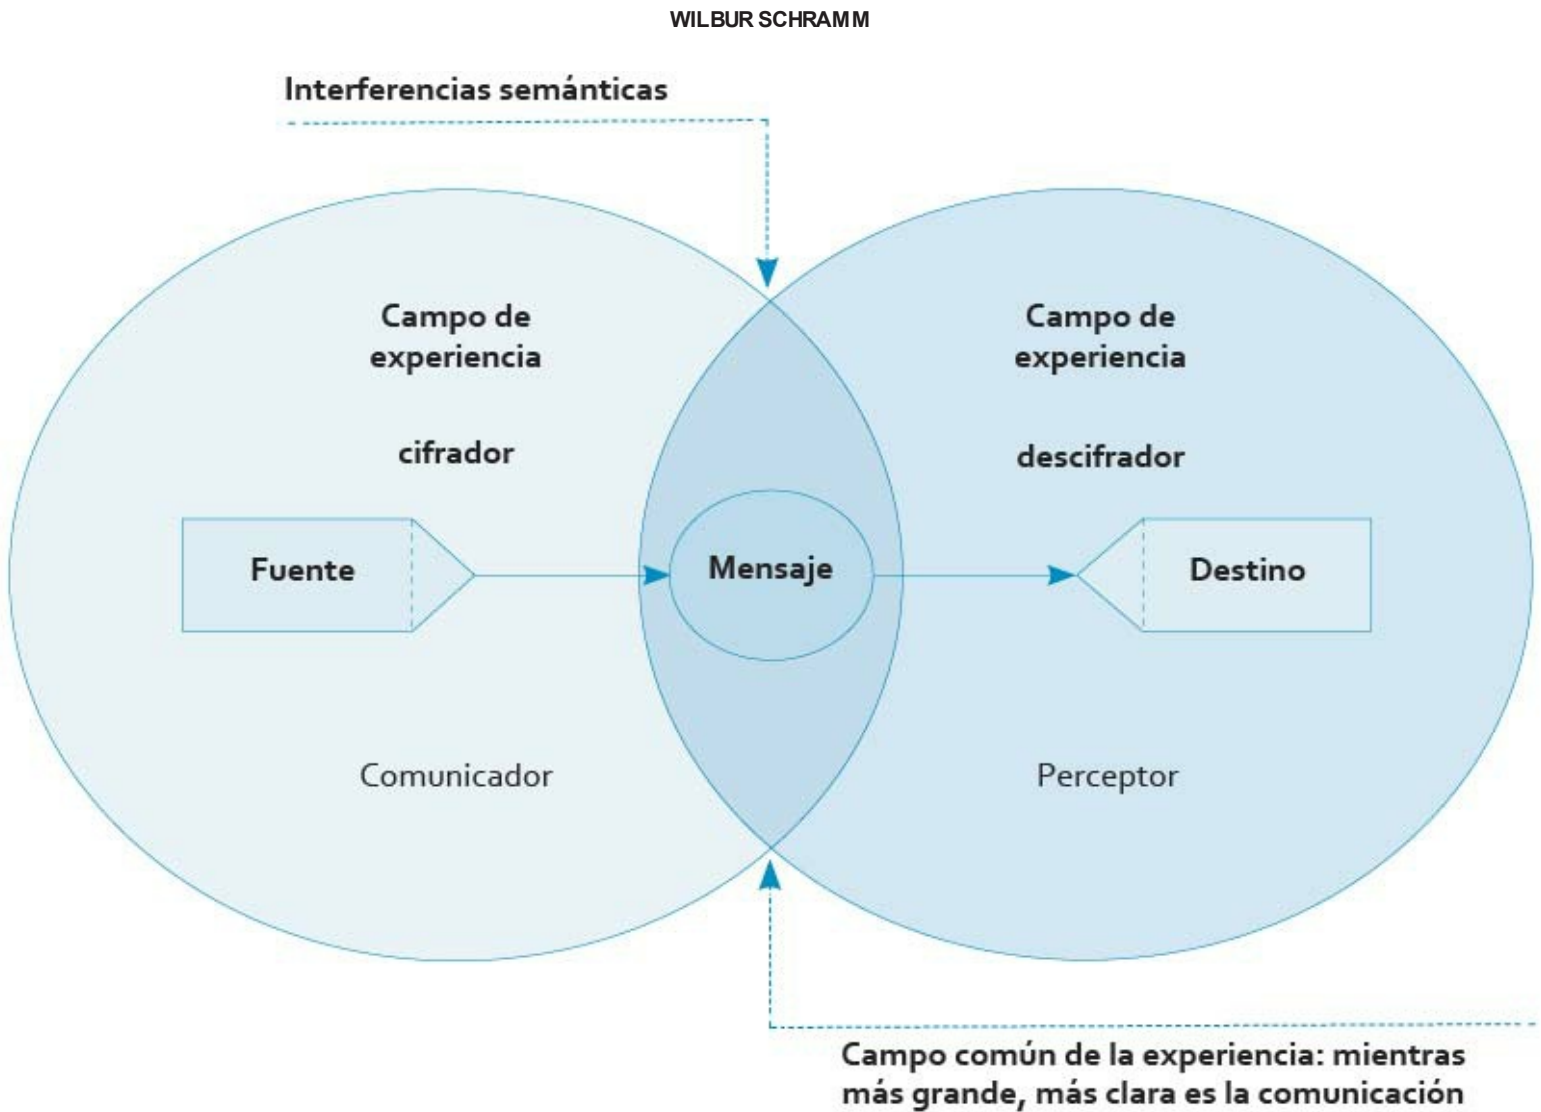 WILBUR SCHRAMM
Interferencias semánticas
Campo de
experiencia
Campo de
experiencia
cifrador
descifrador
Fuente
Mensaje
Destino
Comunicador
Perceptor
Campo común de la experiencia: mientras
más grande, más clara es la comunicación